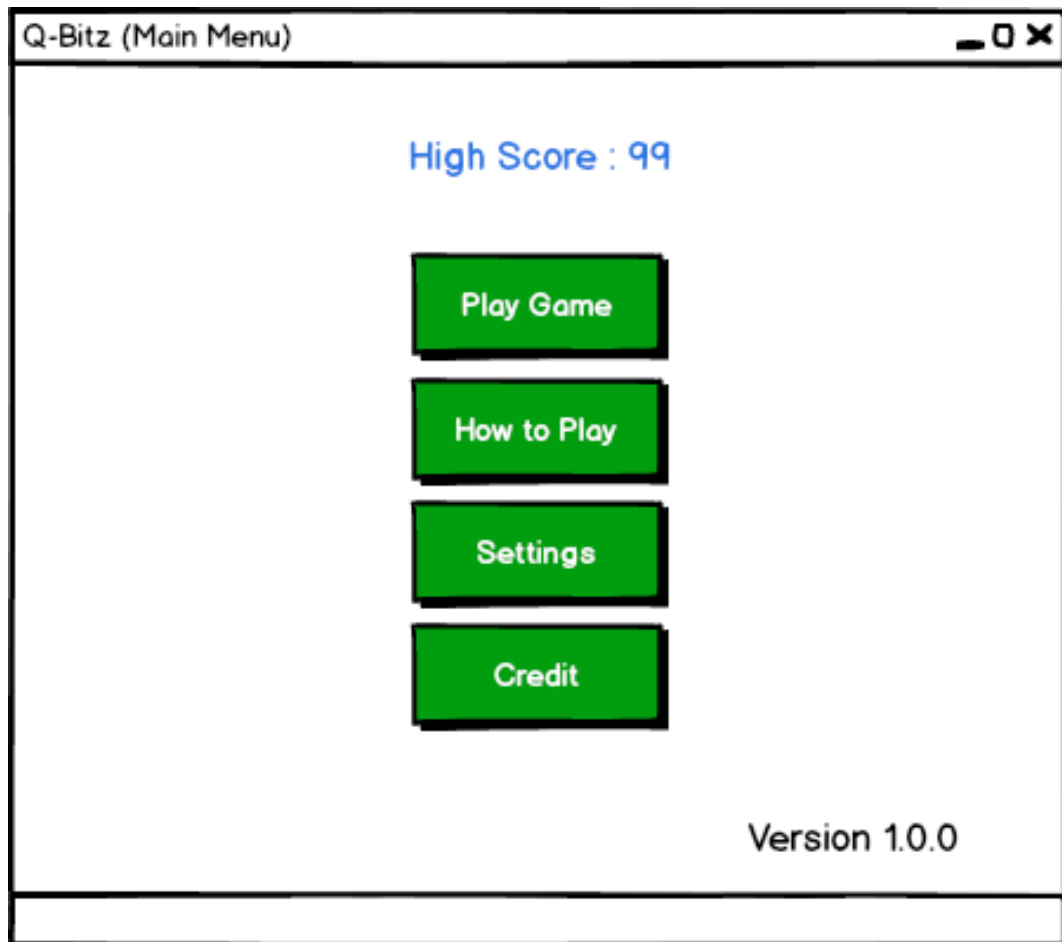 Q-Bitz (Main Menu)
High Score : 99
Play Game
How to Play
Settings
Credit
Version 1.0.0